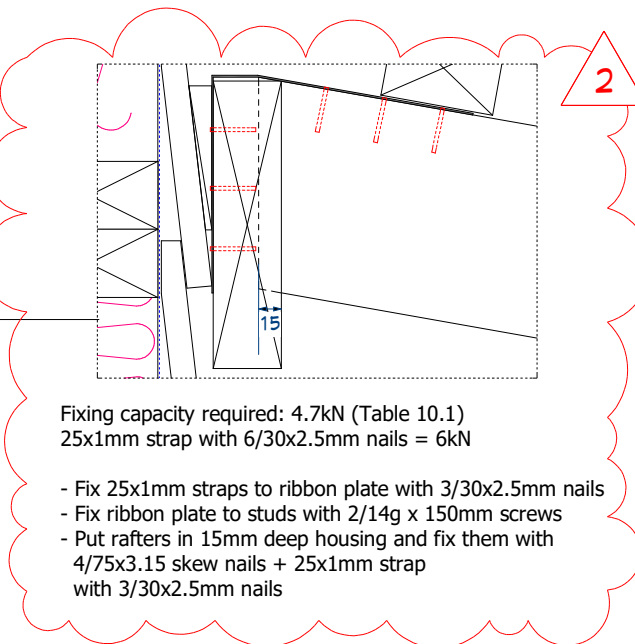 2
15
Fixing capacity required: 4.7kN (Table 10.1)
25x1mm strap with 6/30x2.5mm nails = 6kN
- Fix 25x1mm straps to ribbon plate with 3/30x2.5mm nails
- Fix ribbon plate to studs with 2/14g x 150mm screws
- Put rafters in 15mm deep housing and fix them with
4/75x3.15 skew nails + 25x1mm strap
with 3/30x2.5mm nails